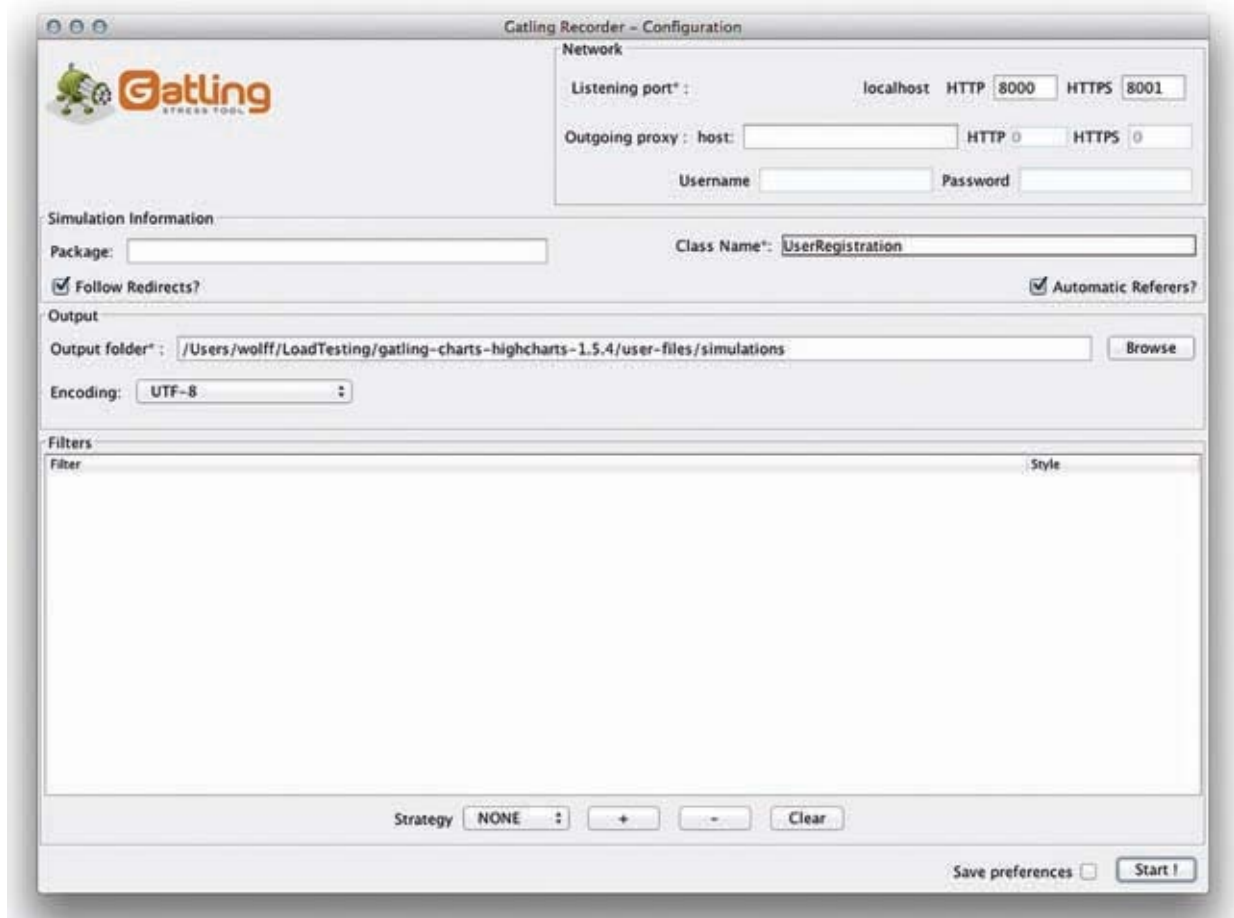 Gatling Recorder - Configuration
Gatling
STRESS TOOL
Network
Listening port* : localhost HTTP 8000 HTTPS 8001
Outgoing proxy : host: HTTP 0 HTTPS 0
Username Password
Simulation Information
Package: Class Name*: UserRegistration
Follow Redirects? Automatic Referers?
Output
Output folder* : /Users/wolff/LoadTesting/gatling-charts-highcharts-1.5.4/user-files/simulations Browse
Encoding: UTF-8
Filters
Filter Style
Strategy NONE + - Clear
Save preferences Start !